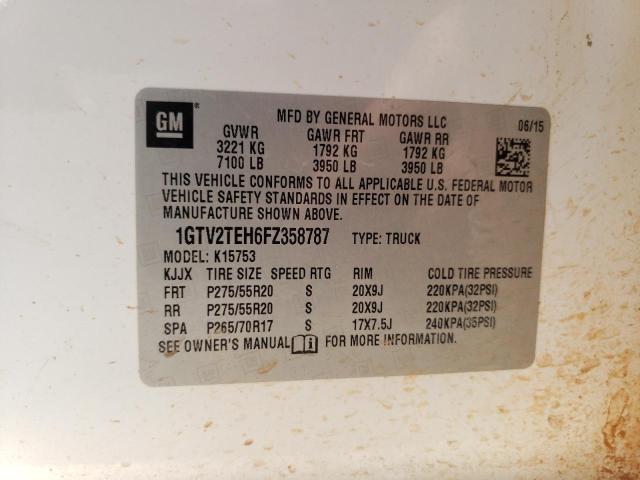 GM ®
MFD BY GENERAL MOTORS LLC 06/15
GVWR GAWR FRT GAWR RR
3221 KG 1792 KG 1792 KG
7100 LB 3950 LB 3950 LB
THIS VEHICLE CONFORMS TO ALL APPLICABLE U.S. FEDERAL MOTOR
VEHICLE SAFETY STANDARDS IN EFFECT ON THE DATE OF
MANUFACTURE SHOWN ABOVE.
1GTV2TEH6FZ358787 TYPE: TRUCK
MODEL: K15753
KJJX TIRE SIZE SPEED RTG RIM COLD TIRE PRESSURE
FRT P275/55R20 S 20X9J 220KPA(32PSI)
RR P275/55R20 S 20X9J 220KPA(32PSI)
SPA P265/70R17 S 17X7.5J 240KPA(35PSI)
SEE OWNER'S MANUAL FOR MORE INFORMATION.